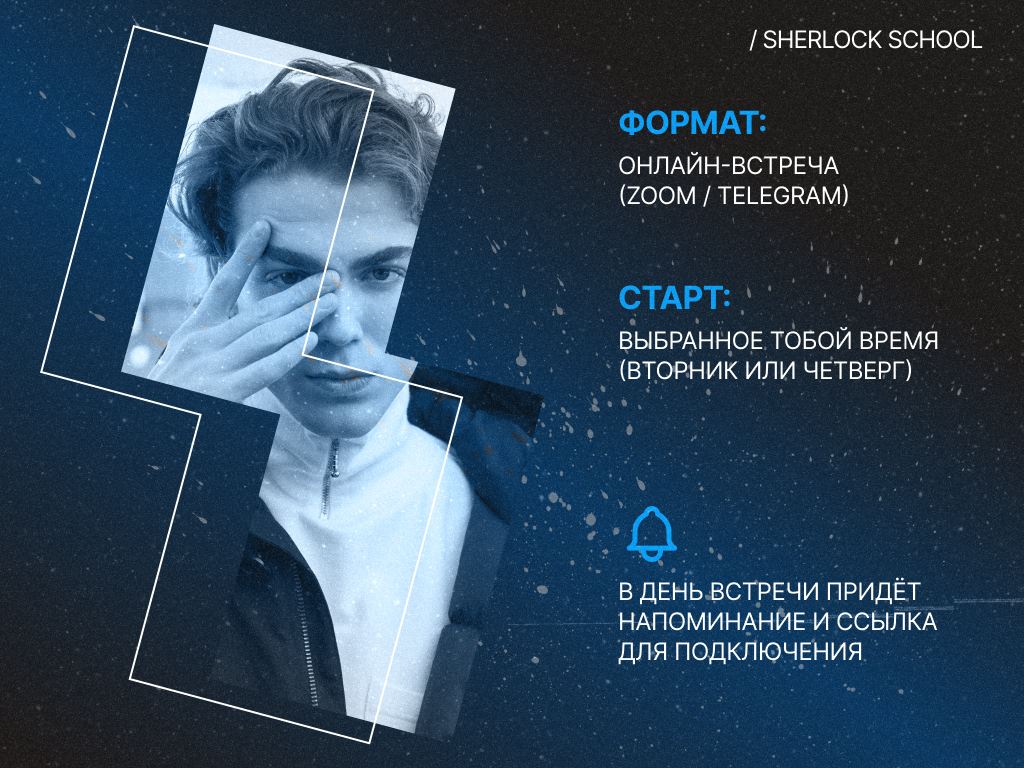 / SHERLOCK SCHOOL
ФОРМАТ:
ОНЛАЙН-ВСТРЕЧА
(ZOOM / TELEGRAM)
СТАРТ:
ВЫБРАННОЕ ТОБОЙ ВРЕМЯ
(ВТОРНИК ИЛИ ЧЕТВЕРГ)
В ДЕНЬ ВСТРЕЧИ ПРИДЁТ
НАПОМИНАНИЕ И ССЫЛКА
ДЛЯ ПОДКЛЮЧЕНИЯ